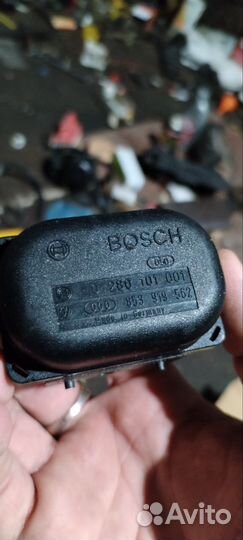 BOSCH
0 280 101 001
853 919 562
Made in Germany
Avito